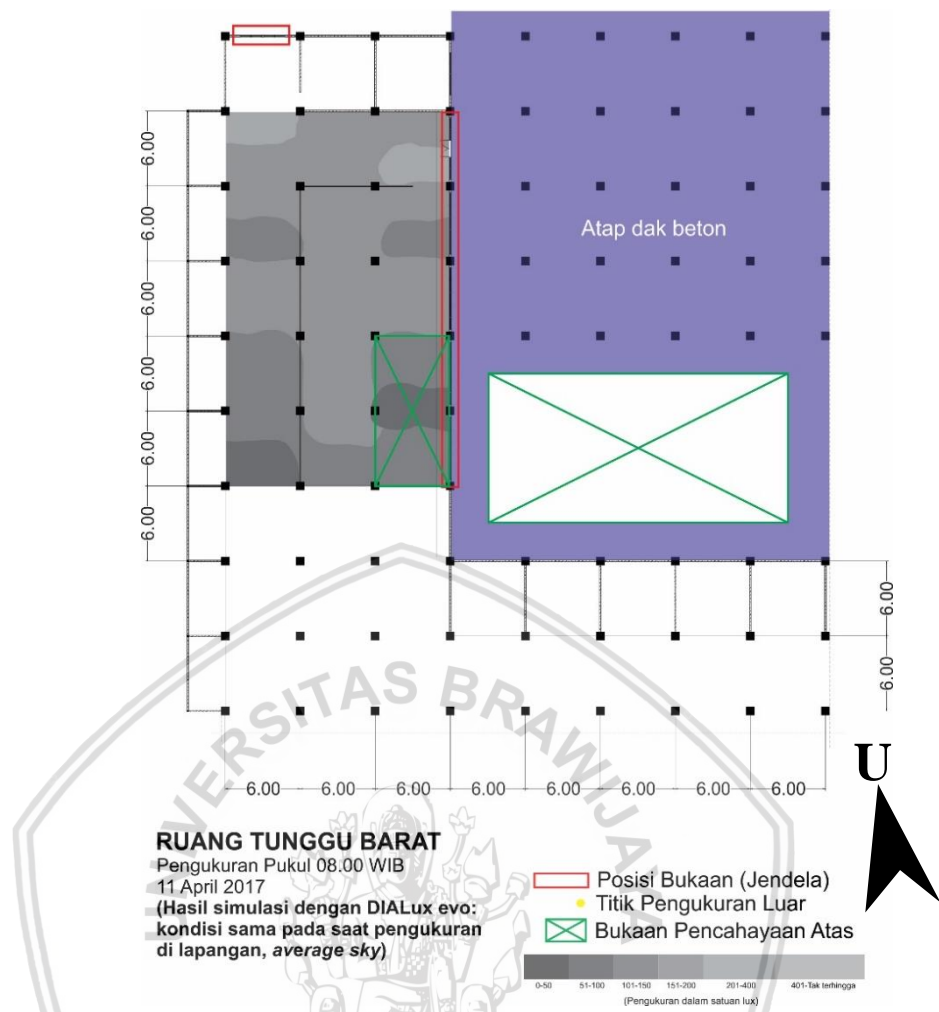 Atap dak beton
6.00
6.00
6.00
6.00
6.00
6.00
6.00
6.00
6.00 6.00 6.00 6.00 6.00 6.00 6.00 6.00
UNIVERSITAS BRAWIJAYA
U
RUANG TUNGGU BARAT
Pengukuran Pukul 08.00 WIB
11 April 2017
(Hasil simulasi dengan DIALux evo:
kondisi sama pada saat pengukuran
di lapangan, average sky)
Posisi Bukaan (Jendela)
Titik Pengukuran Luar
Bukaan Pencahayaan Atas
0-50 51-100 101-150 151-200 201-400 401-Tak terhingga
(Pengukuran dalam satuan lux)